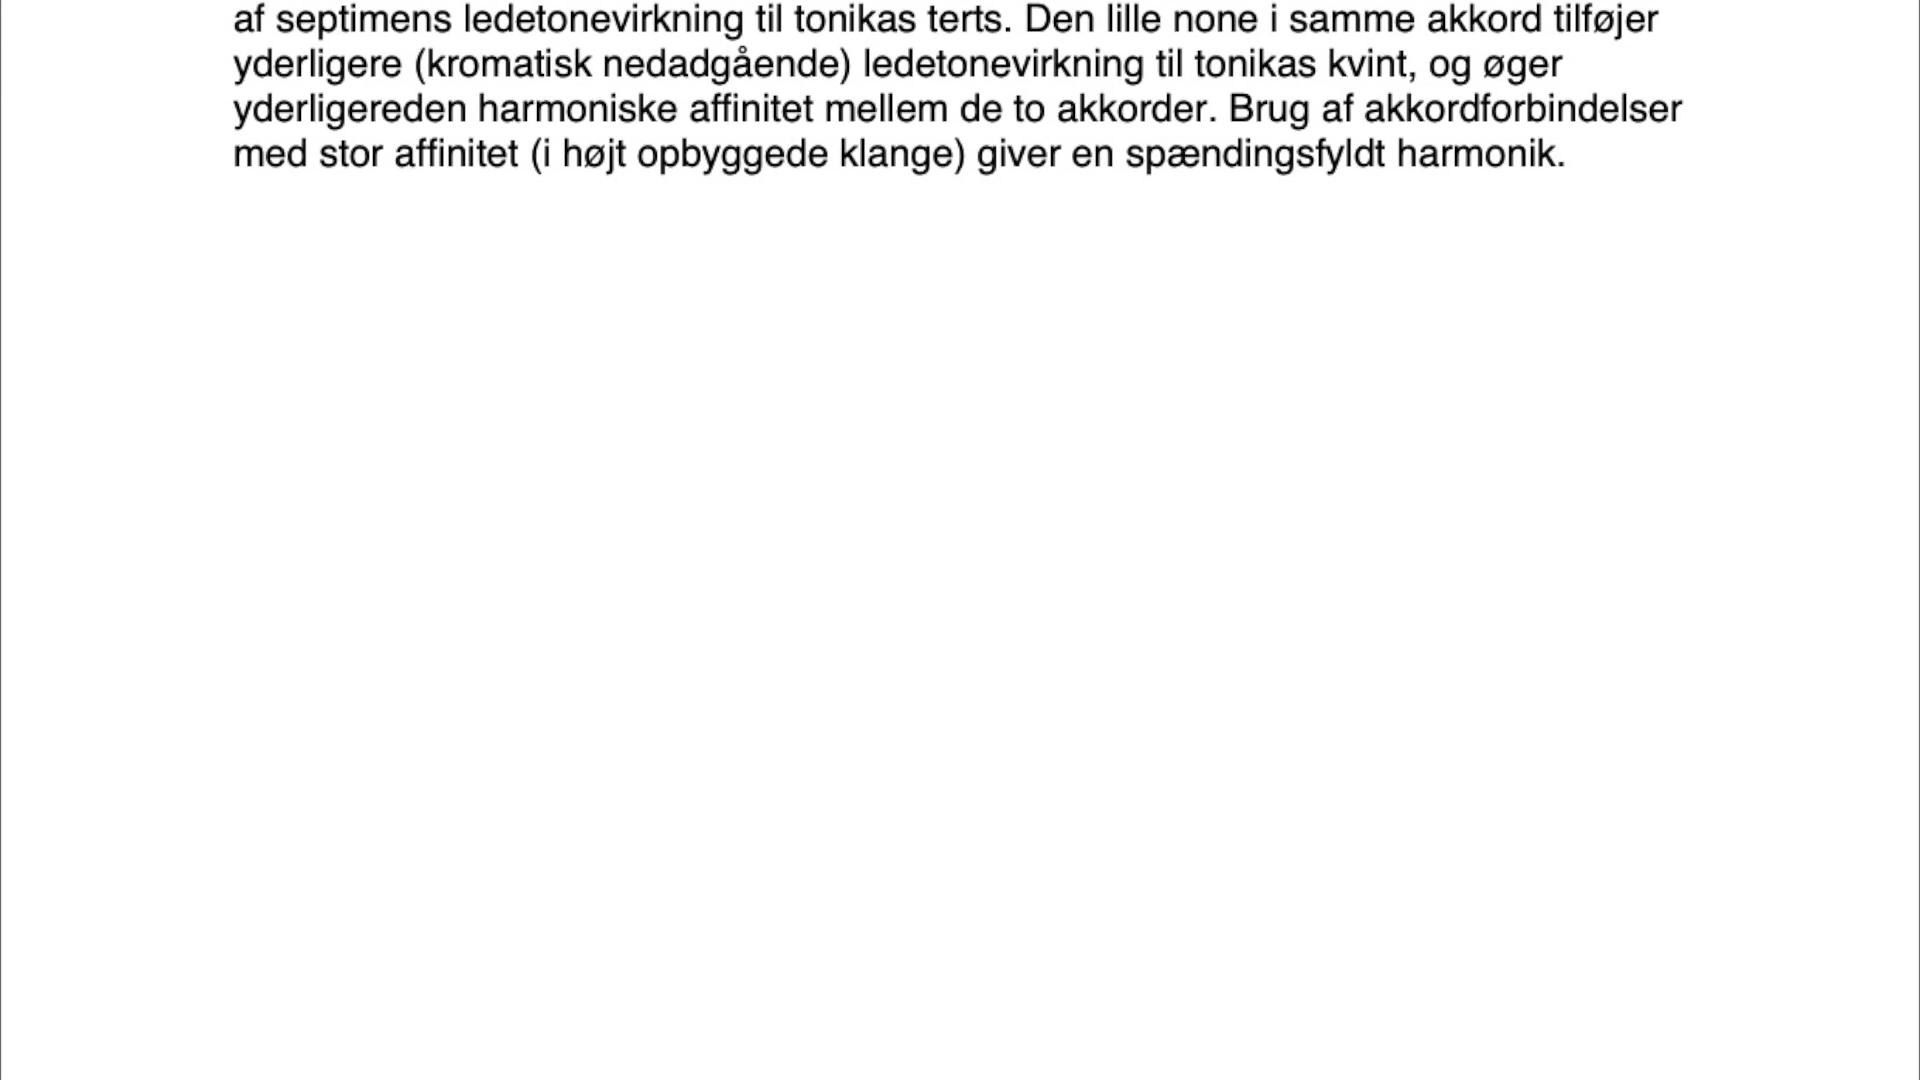 af septimens ledetonevirkning til tonikas terts. Den lille none i samme akkord tilføjer
yderligere (kromatisk nedadgående) ledetonevirkning til tonikas kvint, og øger
yderligereden harmoniske affinitet mellem de to akkorder. Brug af akkordforbindelser
med stor affinitet (i højt opbyggede klange) giver en spændingsfyldt harmonik.